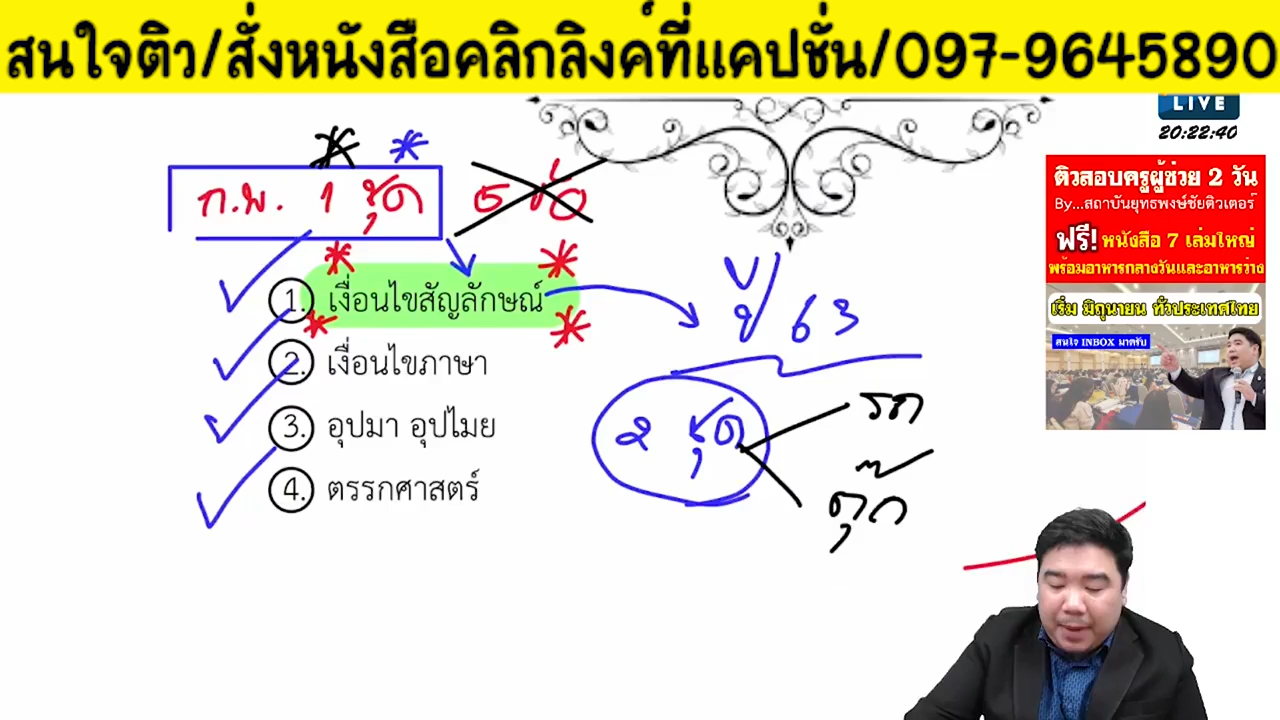 สนใจติว/สั่งหนังสือคลิกลิงค์ที่แคปชั่น/097-9645890
LIVE
20:22:40
ติวสอบครูผู้ช่วย 2 วัน
By...สถาบันยุทธพงษ์ชัยติวเตอร์
ฟรี! หนังสือ 7 เล่มใหญ่
พร้อมอาหารกลางวันและอาหารว่าง
เริ่ม มิถุนายน ทั่วประเทศไทย
สนใจ INBOX มาครับ
ก.พ. 1 ชุด 5 ข้อ
1. เงื่อนไขสัญลักษณ์
ปี 63
2. เงื่อนไขภาษา
3. อุปมา อุปไมย
2 ชุด
รถ
4. ตรรกศาสตร์